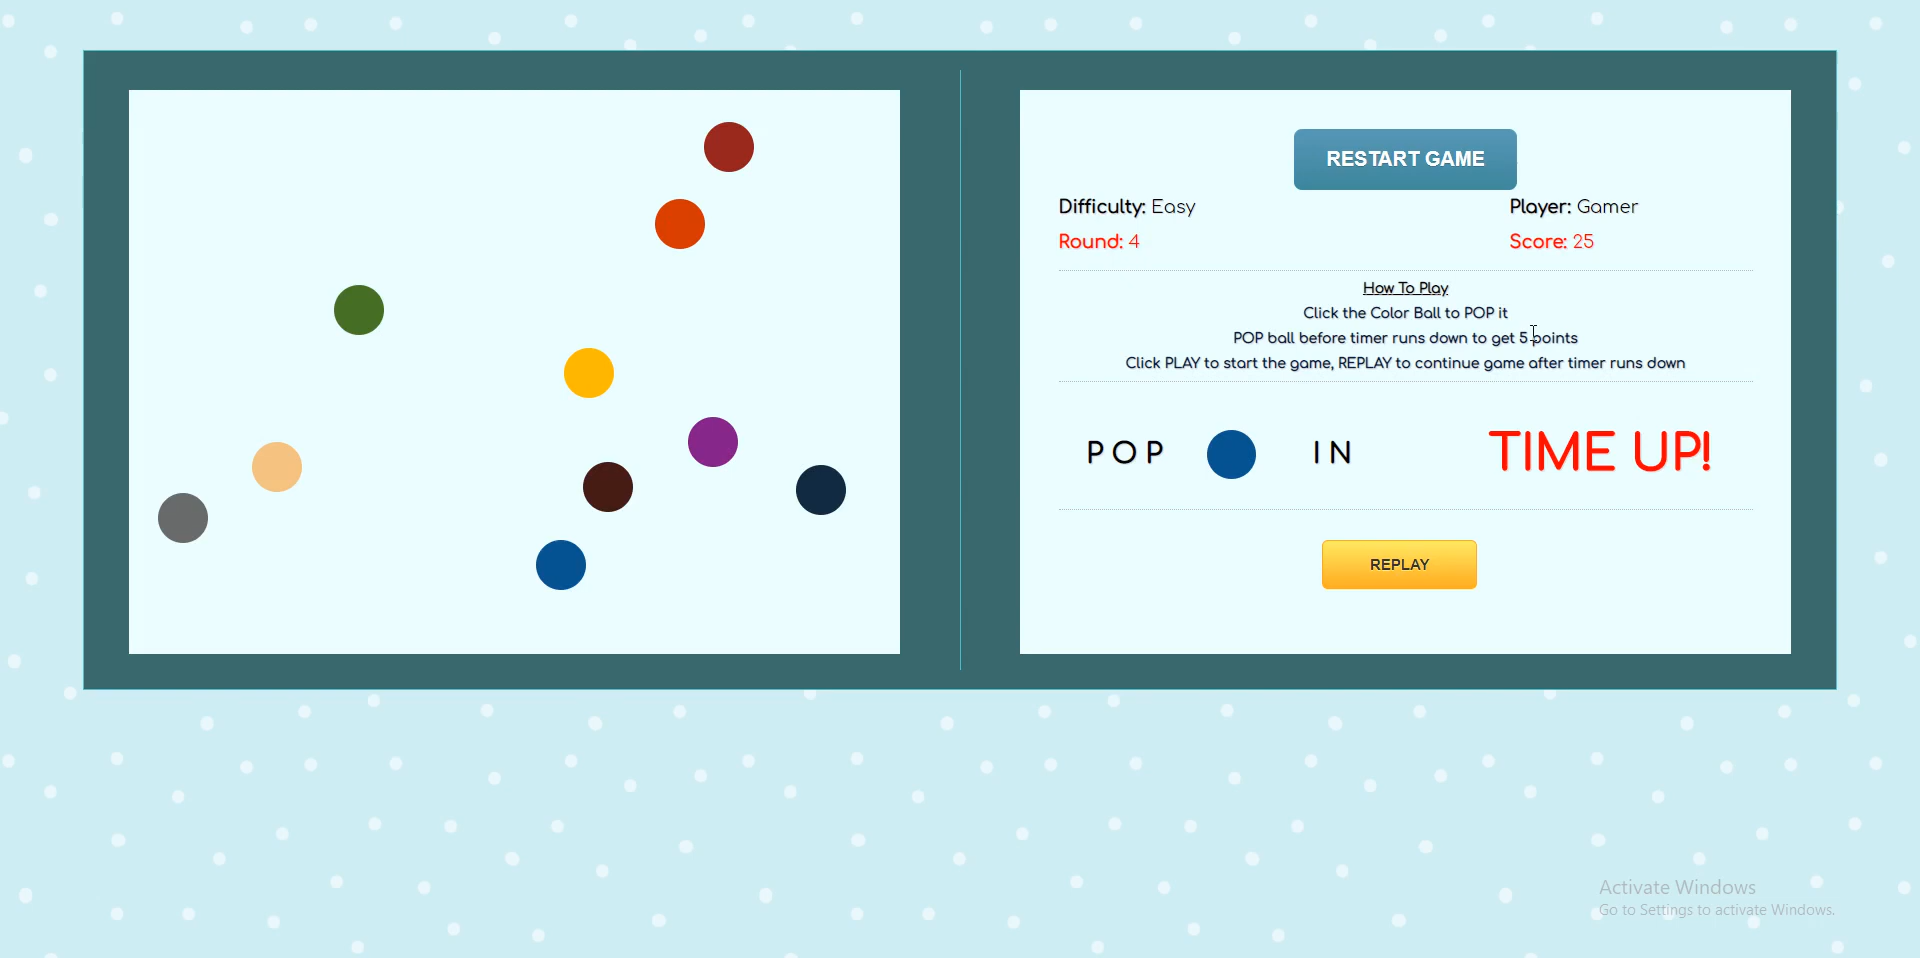 RESTART GAME
Difficulty: Easy
Player: Gamer
Round: 4
Score: 25
How To Play
Click the Color Ball to POP it
POP ball before timer runs down to get 5 points
Click PLAY to start the game, REPLAY to continue game after timer runs down
POP IN TIME UP!
REPLAY
Activate Windows
Go to Settings to activate Windows.